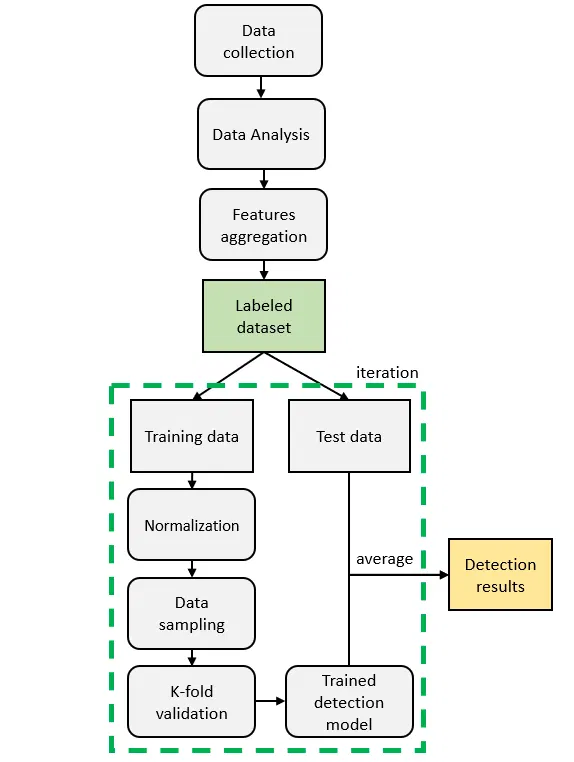 Data
collection
Data Analysis
Features
aggregation
Labeled
dataset
iteration
Training data
Test data
Normalization
average
Detection
results
Data
sampling
K-fold
validation
Trained
detection
model